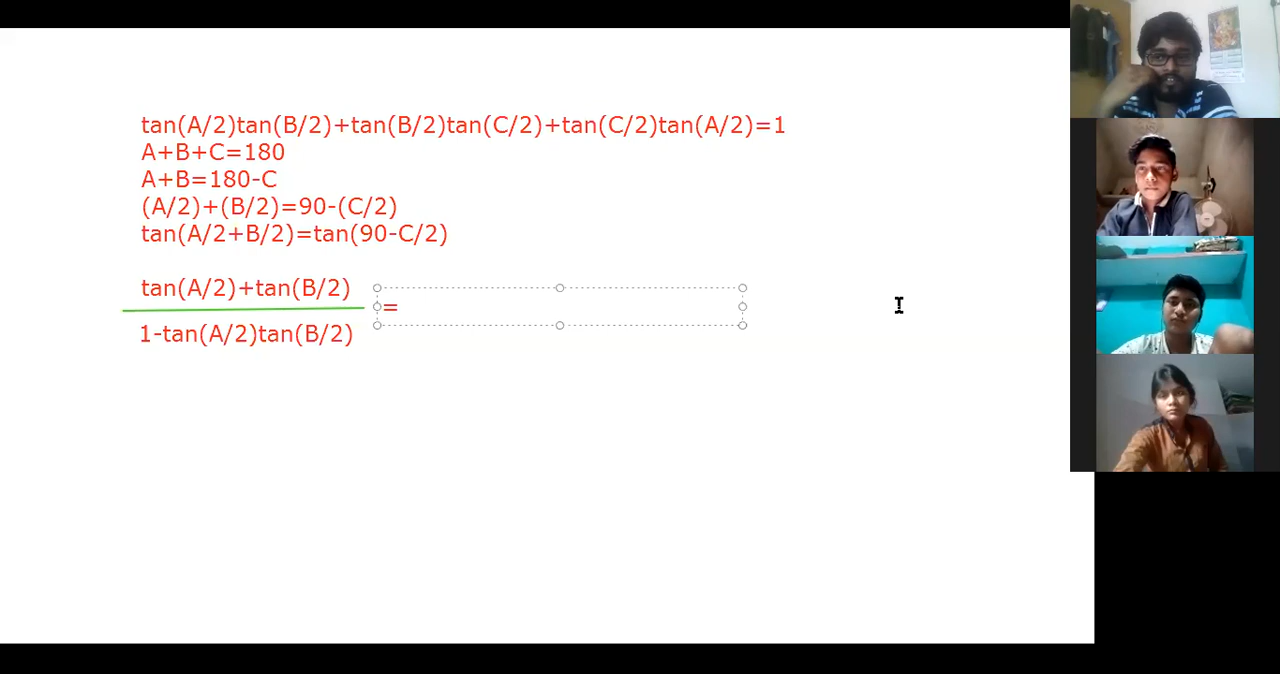 tan(A/2)tan(B/2)+tan(B/2)tan(C/2)+tan(C/2)tan(A/2)=1
A+B+C=180
A+B=180-C
(A/2)+(B/2)=90-(C/2)
tan(A/2+B/2)=tan(90-C/2)
tan(A/2)+tan(B/2)
=
1-tan(A/2)tan(B/2)